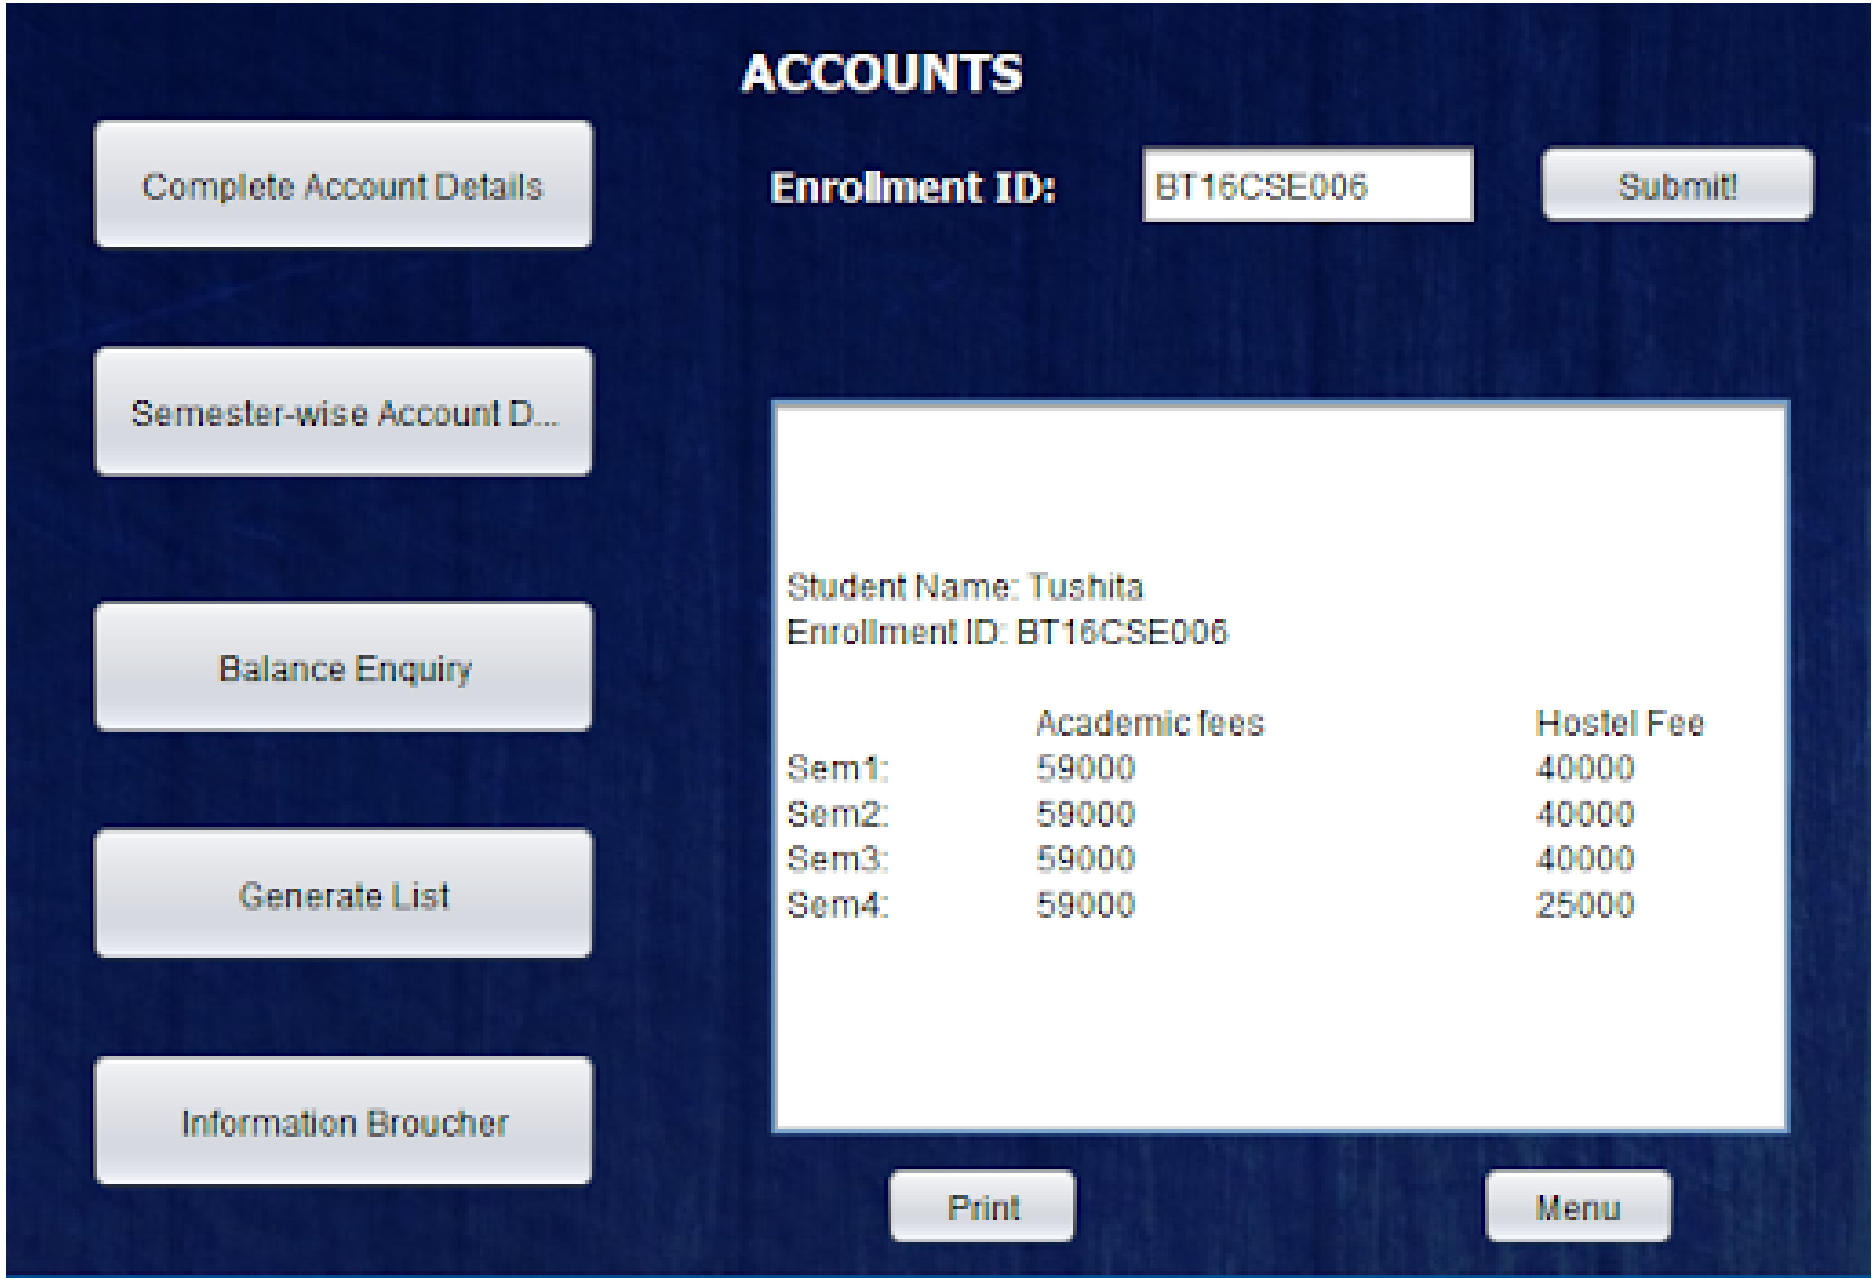 ACCOUNTS
Complete Account Details
Enrollment ID: BT16CSE006 Submit!
Semester-wise Account D...
Balance Enquiry
Generate List
Information Broucher
Student Name: Tushita
Enrollment ID: BT16CSE006
Academic fees Hostel Fee
Sem1: 59000 40000
Sem2: 59000 40000
Sem3: 59000 40000
Sem4: 59000 25000
Print Menu